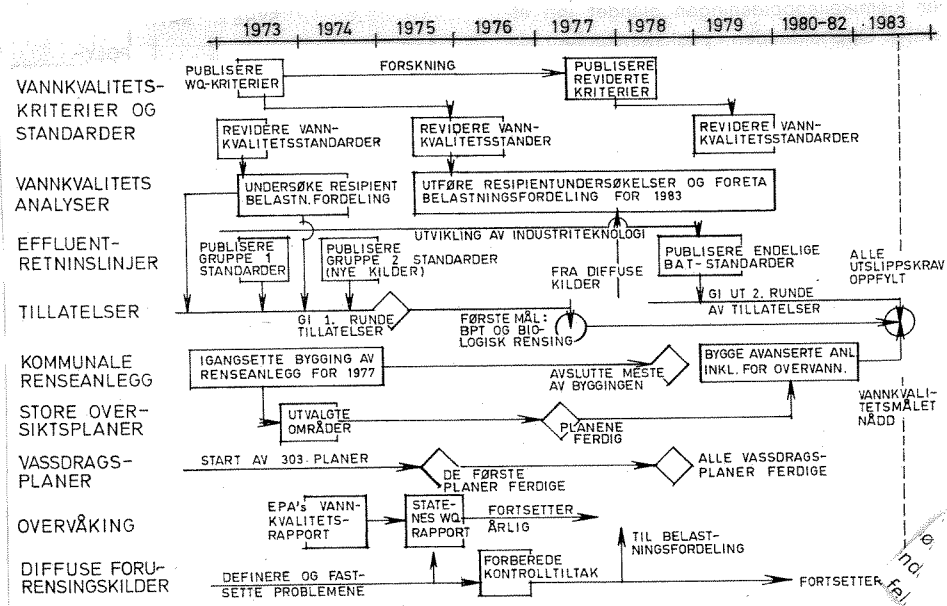 1973 1974 1975 1976 1977 1978 1979 1980-82 1983
VANNKVALITETS-
KRITERIER OG
STANDARDER
PUBLISERE
WQ-KRITERIER
FORSKNING
PUBLISERE
REVIDERTE
KRITERIER
REVIDERE VANN-
KVALITETSSTANDARDER
REVIDERE VANN-
KVALITETSSTANDER
REVIDERE VANN-
KVALITETSSTANDARDER
VANNKVALITETS
ANALYSER
UNDERSØKE RESIPIENT
BELASTN. FORDELING
UTFØRE RESIPIENTUNDERSØKELSER OG FORETA
BELASTNINGSFORDELING FOR 1983
EFFLUENT-
RETNINSLINJER
UTVIKLING AV INDUSTRITEKNOLOGI
PUBLISERE
GRUPPE 1
STANDARDER
PUBLISERE
GRUPPE 2 STANDARDER
(NYE KILDER)
PUBLISERE ENDELIGE
BAT-STANDARDER
FRA DIFFUSE
KILDER
ALLE
UTSLIPPSKRAV
OPPFYLT
TILLATELSER
GI 1. RUNDE
TILLATELSER
FØRSTE MÅL:
BPT OG BIO-
LOGISK RENSING
GI UT 2. RUNDE
AV TILLATELSER
KOMMUNALE
RENSEANLEGG
IGANGSETTE BYGGING AV
RENSEANLEGG FOR 1977
AVSLUTTE MESTE
AV BYGGINGEN
BYGGE AVANSERTE ANL.
INKL. FOR OVERVANN.
STORE OVER-
SIKTSPLANER
UTVALGTE
OMRÅDER
PLANENE
FERDIG
VANNKVALI-
TETSMÅLET
NÅDD
VASSDRAGS-
PLANER
START AV 303-PLANER
DE FØRSTE
PLANER FERDIGE
ALLE VASSDRAGS-
PLANER FERDIGE
OVERVÅKING
EPA's VANN-
KVALITETS-
RAPPORT
STATE-
NES WQ-
RAPPORT
FORTSETTER
ÅRLIG
TIL BELAST-
NINGSFORDELING
DIFFUSE FORU-
RENSINGSKILDER
DEFINERE OG FAST-
SETTE PROBLEMENE
FORBEREDE
KONTROLLTILTAK
FORTSETTER